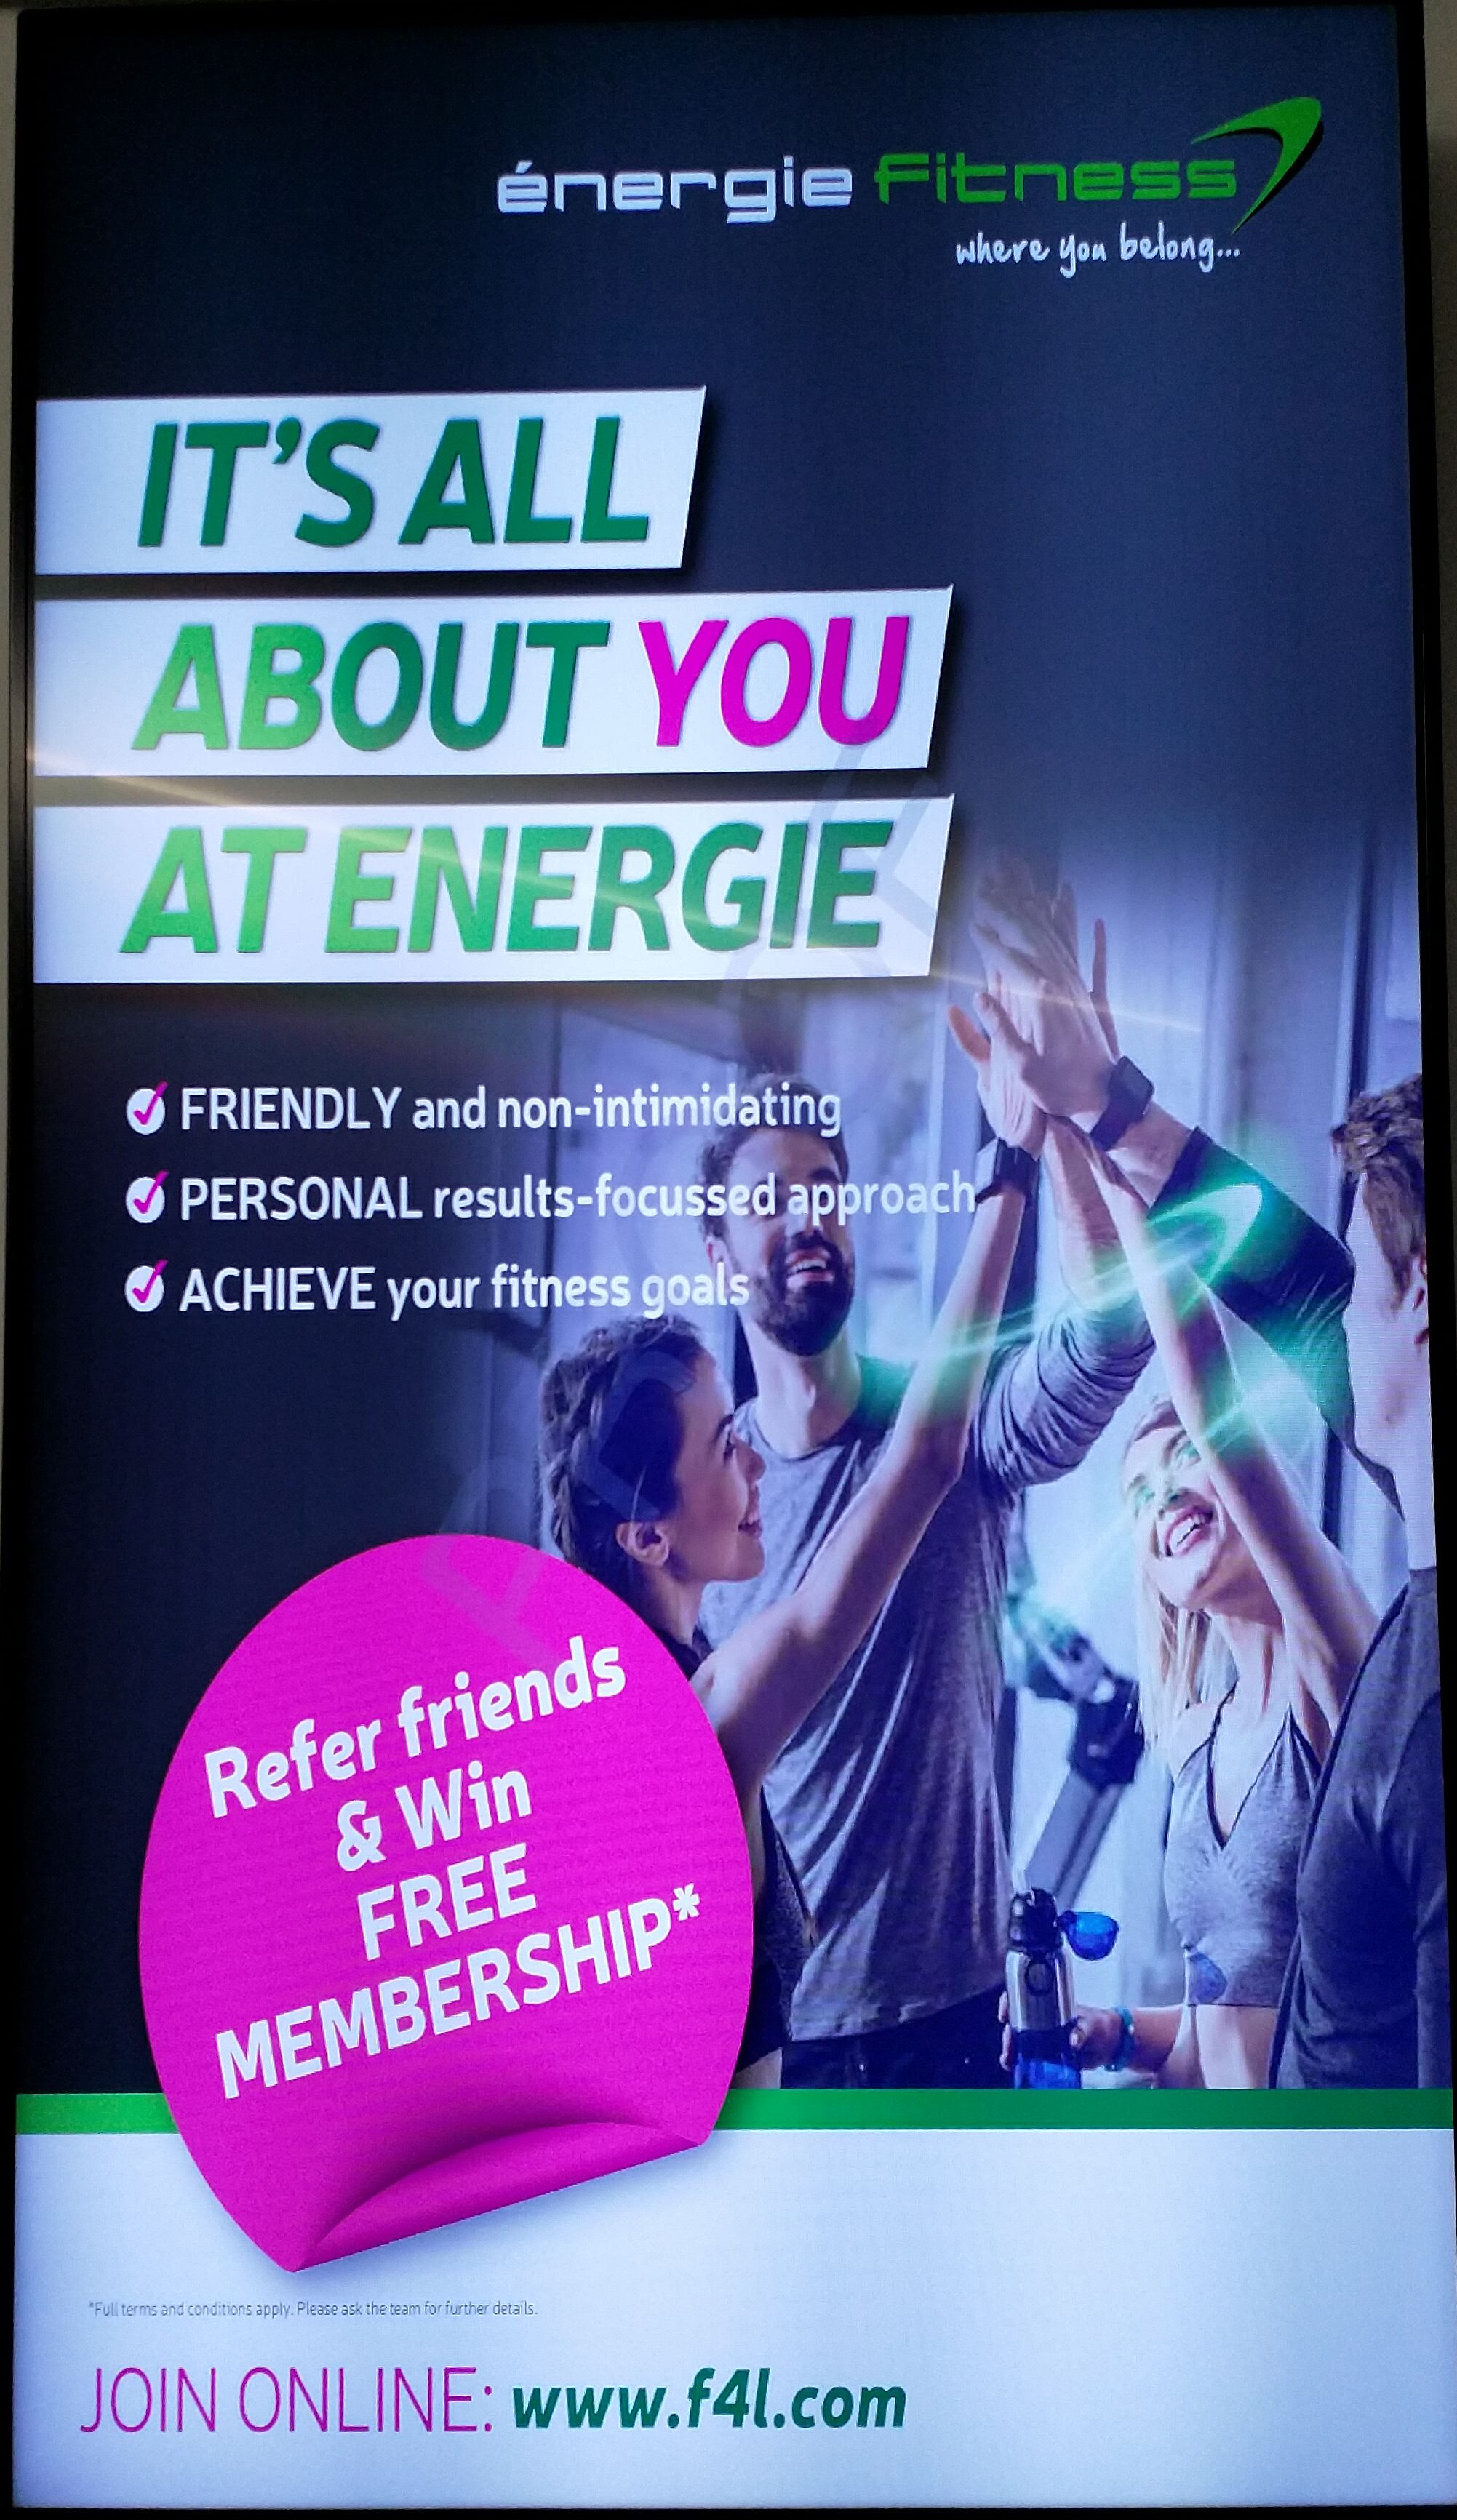 énergie fitness
where you belong...
IT'S ALL
ABOUT YOU
AT ENERGIE
FRIENDLY and non-intimidating
PERSONAL results-focussed approach
ACHIEVE your fitness goals
Refer friends
& Win
FREE
MEMBERSHIP*
*Full terms and conditions apply. Please ask the team for further details.
JOIN ONLINE: www.f4l.com